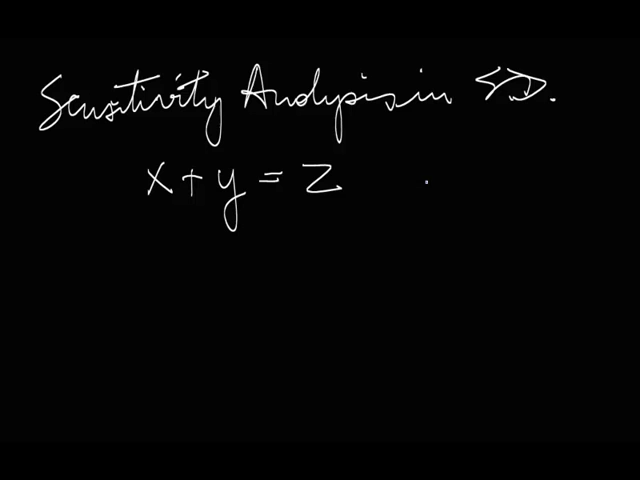 Sensitivity Analysis in S.D.
x + y = z